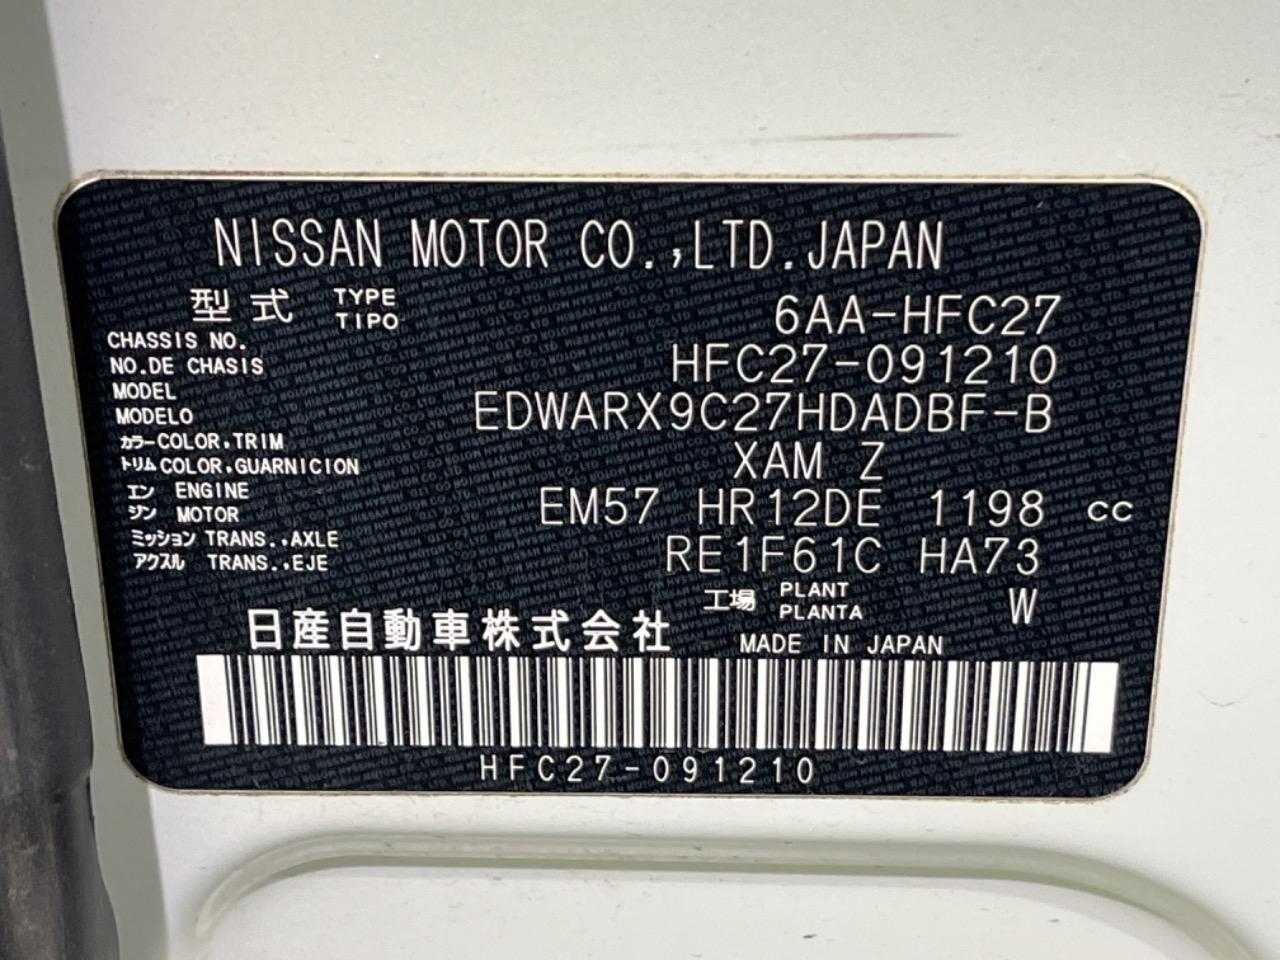 NISSAN MOTOR CO.,LTD.JAPAN
型式 TYPE TIPO 6AA-HFC27
CHASSIS NO.
NO.DE CHASIS HFC27-091210
MODEL
MODELO EDWARX9C27HDADBF-B
カラー COLOR.TRIM
トリム COLOR.GUARNICION XAM Z
エン ENGINE
ジン MOTOR EM57 HR12DE 1198 cc
ミッション TRANS..AXLE
アクスル TRANS..EJE RE1F61C HA73
工場 PLANT PLANTA W
日産自動車株式会社 MADE IN JAPAN
HFC27-091210